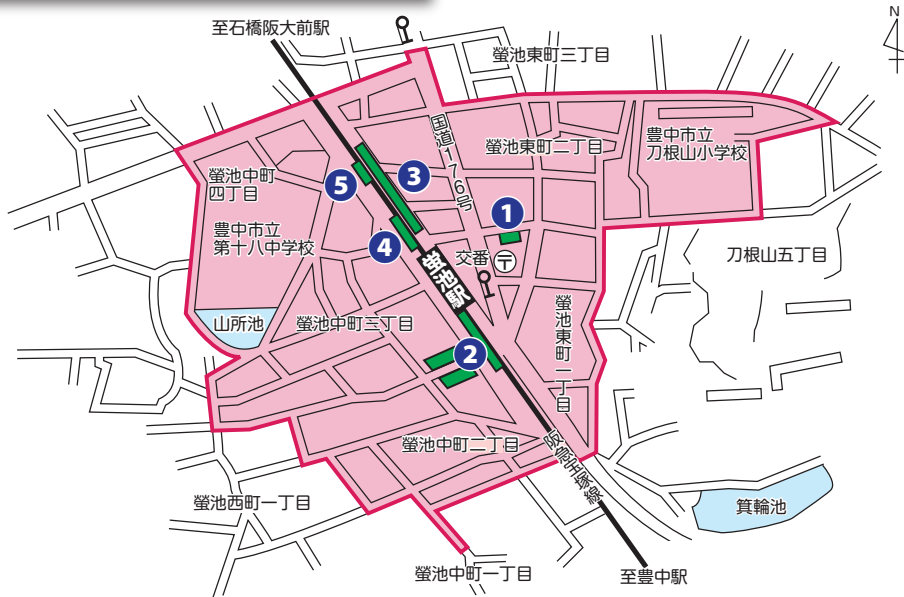 至石橋阪大前駅
N
螢池東町三丁目
国道176号
螢池東町二丁目
豊中市立
刀根山小学校
螢池中町
四丁目
5
3
1
豊中市立
第十八中学校
4
交番
〒
刀根山五丁目
螢池駅
山所池
螢池中町三丁目
螢池東町一丁目
2
螢池中町二丁目
阪急宝塚線
螢池西町一丁目
箕輪池
螢池中町一丁目
至豊中駅